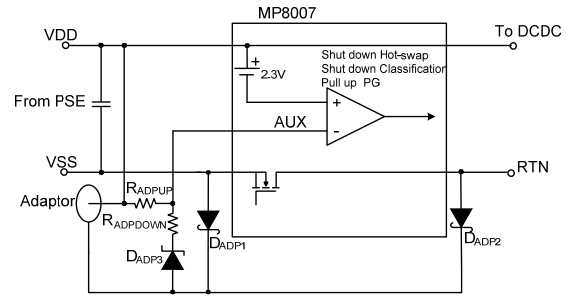 MP8007
VDD
To DCDC
Shut down Hot-swap
Shut down Classification
Pull up PG
+
2.3V
From PSE
+
AUX
-
VSS
RTN
RADPUP
Adaptor
RADPDOWN
DADP1
DADP2
DADP3